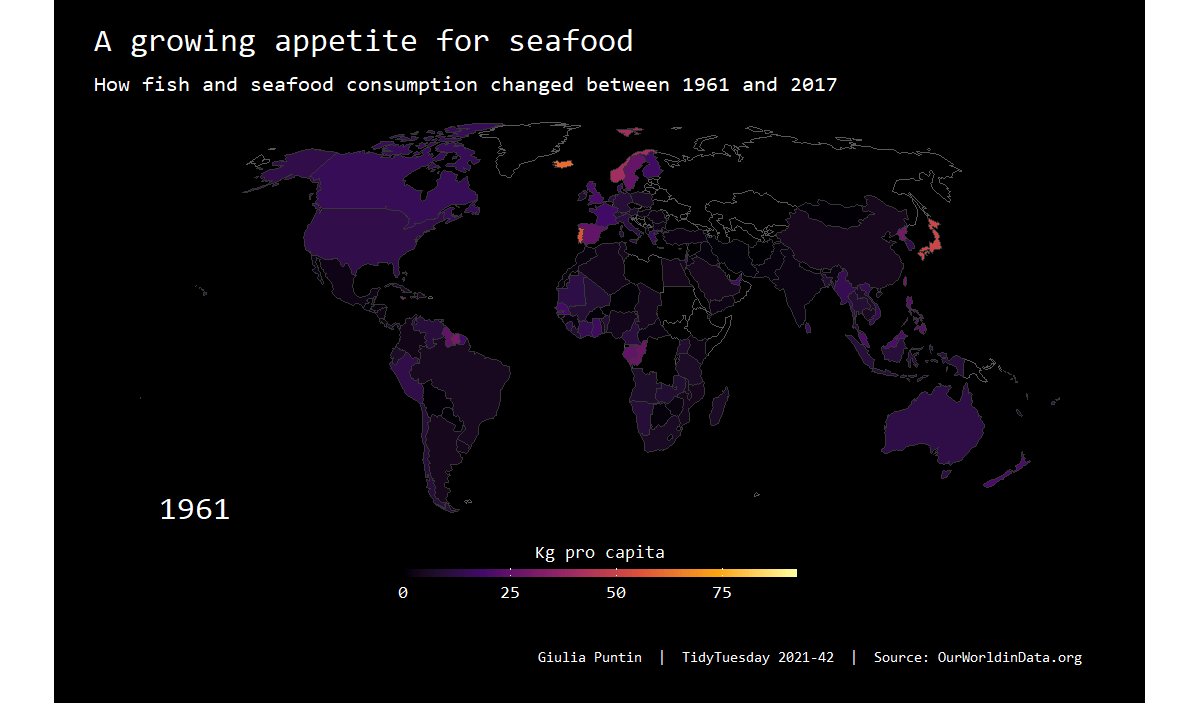 A growing appetite for seafood
How fish and seafood consumption changed between 1961 and 2017
1961
Kg pro capita
0 25 50 75
Giulia Puntin | TidyTuesday 2021-42 | Source: OurWorldinData.org